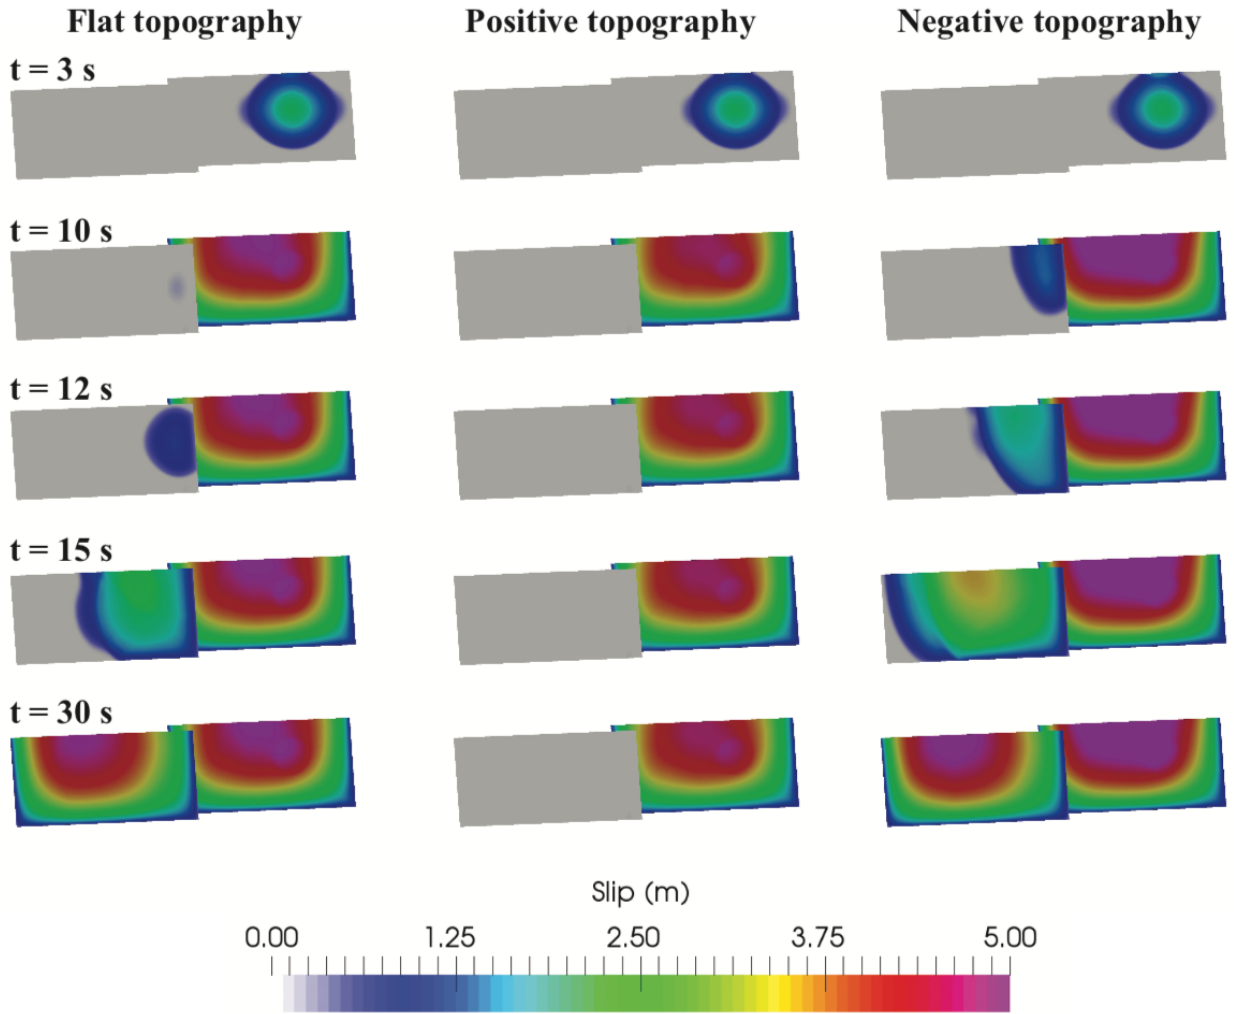 Flat topography Positive topography Negative topography
t = 3 s
t = 10 s
t = 12 s
t = 15 s
t = 30 s
Slip (m)
0.00 1.25 2.50 3.75 5.00